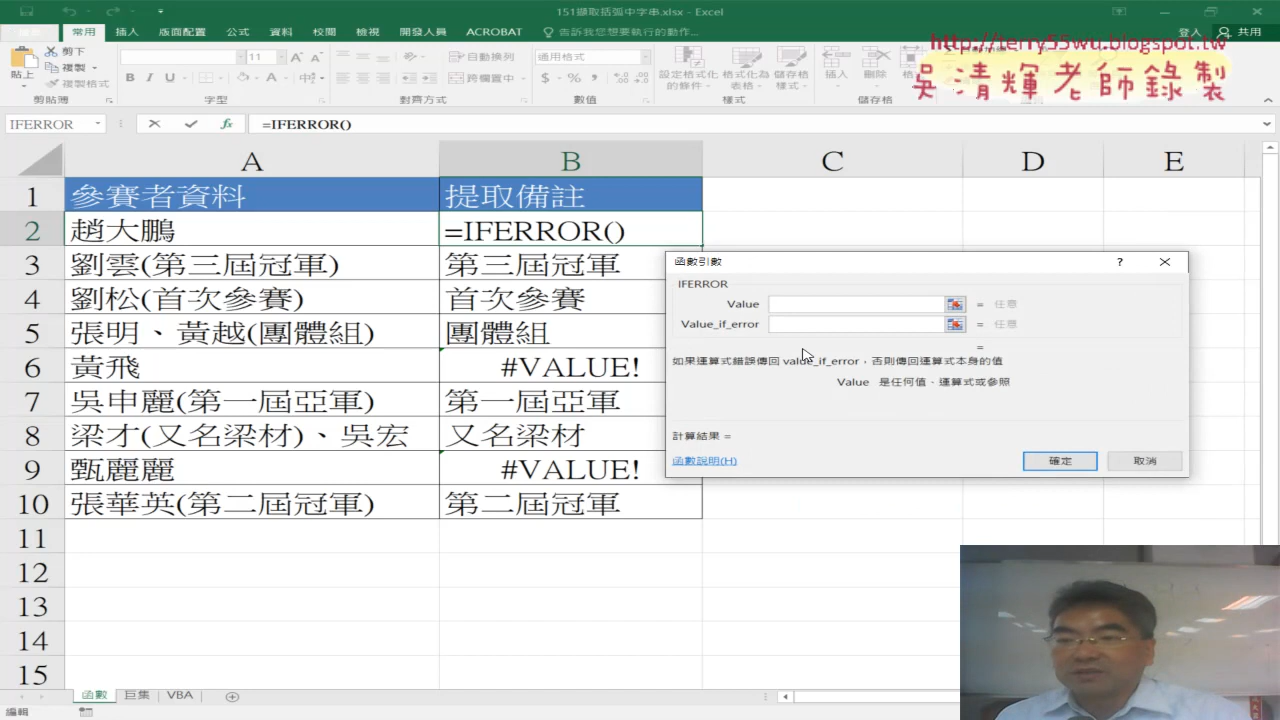 151擷取括弧中字串.xlsx - Excel
常用 插入 版面配置 公式 資料 校閱 檢視 開發人員 ACROBAT 告訴我您想要執行的動作... 登入 共用
http://terry55wu.blogspot.tw
吳清輝老師錄製
貼上 剪下 複製 複製格式
11 B I U 自動換列 通用格式 $ %
設定格式化的條件 格式化為表格 儲存格樣式 插入 刪除
剪貼簿 字型 對齊方式 數值 樣式 儲存格
IFERROR fx =IFERROR()
A B C D E
1 參賽者資料 提取備註
2 趙大鵬 =IFERROR()
3 劉雲(第三屆冠軍) 第三屆冠軍
4 劉松(首次參賽) 首次參賽
5 張明、黃越(團體組) 團體組
6 黃飛 #VALUE!
7 吳申麗(第一屆亞軍) 第一屆亞軍
8 梁才(又名梁材)、吳宏 又名梁材
9 甄麗麗 #VALUE!
10 張華英(第二屆冠軍) 第二屆冠軍
11
12
13
14
15
函數引數 ?
IFERROR
Value = 任意
Value_if_error = 任意
=
如果運算式錯誤傳回 value_if_error，否則傳回運算式本身的值
Value 是任何值、運算式或參照
計算結果 =
函數說明(H) 確定 取消
函數 巨集 VBA
編輯